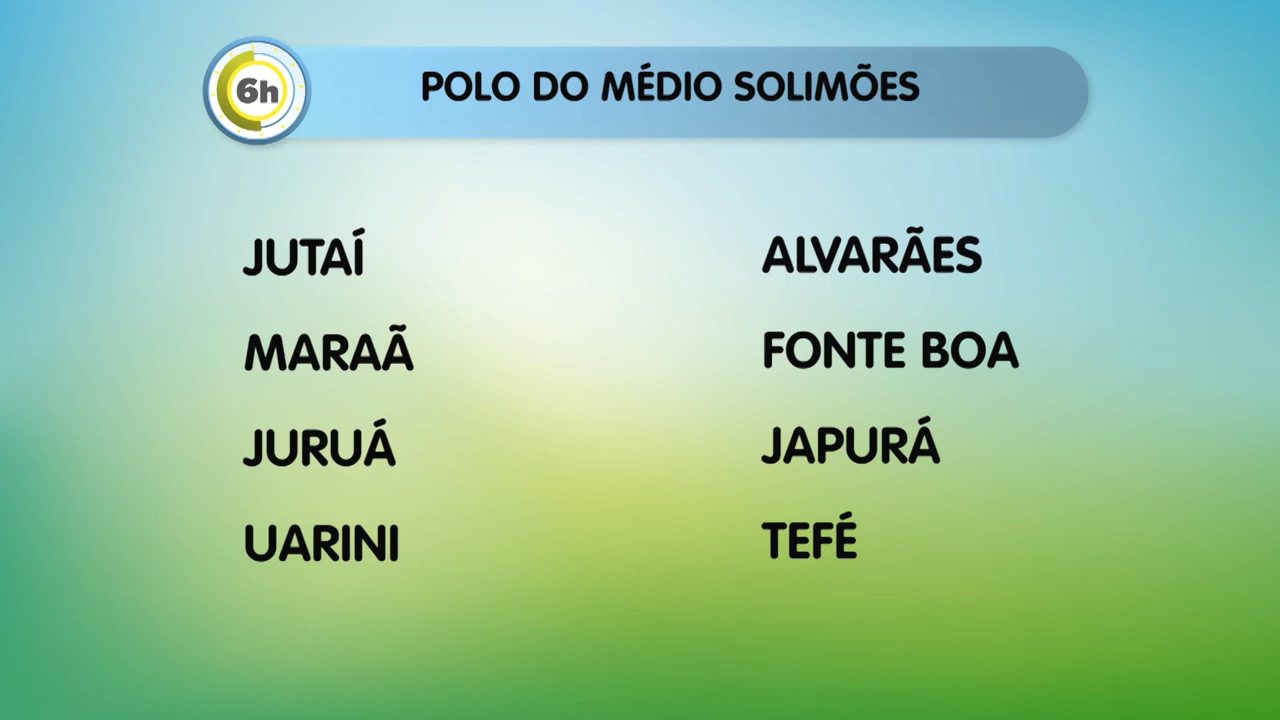 6h
POLO DO MÉDIO SOLIMÕES
JUTAÍ
MARAÃ
JURUÁ
UARINI
ALVARÃES
FONTE BOA
JAPURÁ
TEFÉ